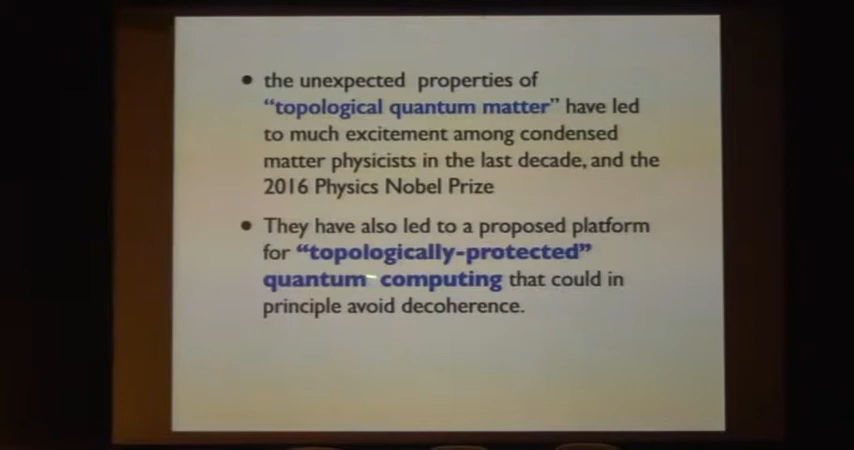 • the unexpected properties of
“topological quantum matter” have led
to much excitement among condensed
matter physicists in the last decade, and the
2016 Physics Nobel Prize
• They have also led to a proposed platform
for “topologically-protected”
quantum computing that could in
principle avoid decoherence.